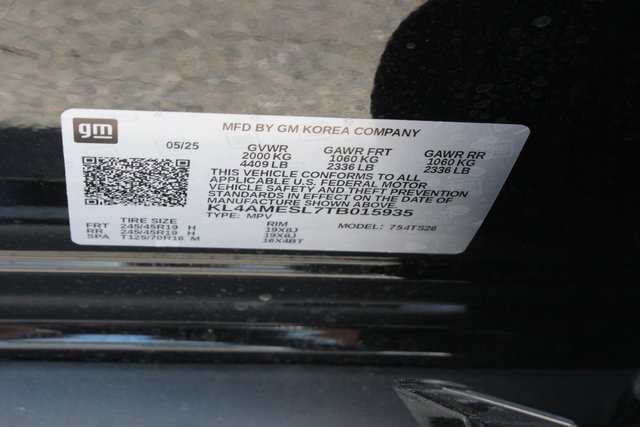 gm
MFD BY GM KOREA COMPANY
05/25 GVWR GAWR FRT GAWR RR
2000 KG 1060 KG 1060 KG
4409 LB 2336 LB 2336 LB
THIS VEHICLE CONFORMS TO ALL
APPLICABLE U.S. FEDERAL MOTOR
VEHICLE SAFETY AND THEFT PREVENTION
STANDARDS IN EFFECT ON THE DATE OF
MANUFACTURE SHOWN ABOVE.
KL4AMESL7TB015935
TYPE: MPV MODEL: 754TS26
TIRE SIZE RIM
FRT 245/45R19 H 19X8J
RR 245/45R19 H 19X8J
SPA T125/70R16 M 16X4BT